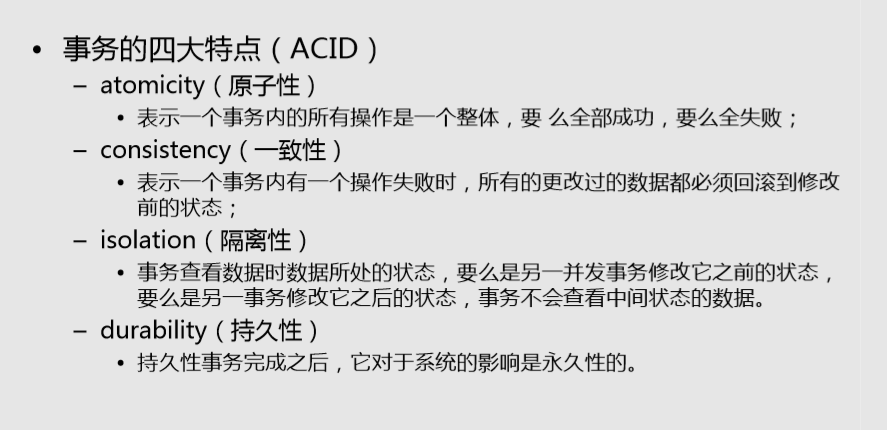 • 事务的四大特点（ACID）
– atomicity（原子性）
• 表示一个事务内的所有操作是一个整体，要 么全部成功，要么全失败；
– consistency（一致性）
• 表示一个事务内有一个操作失败时，所有的更改过的数据都必须回滚到修改
前的状态；
– isolation（隔离性）
• 事务查看数据时数据所处的状态，要么是另一并发事务修改它之前的状态，
要么是另一事务修改它之后的状态，事务不会查看中间状态的数据。
– durability（持久性）
• 持久性事务完成之后，它对于系统的影响是永久性的。